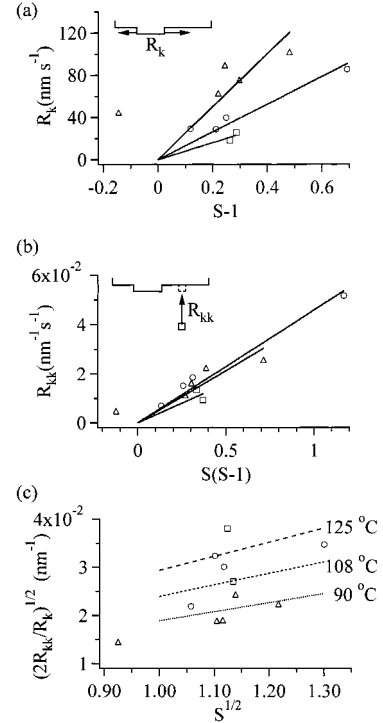 (a)
R_k(nm s^-1)
120
80
40
0
R_k
-0.2
0
0.2
0.4
0.6
S-1
(b)
R_kk(nm^-1 s^-1)
6x10^-2
4
2
0
R_kk
0
0.5
1
S(S-1)
(c)
(2R_kk/R_k)^1/2 (nm^-1)
4x10^-2
3
2
1
125 °C
108 °C
90 °C
0.90
1.00
1.10
1.20
1.30
S^1/2